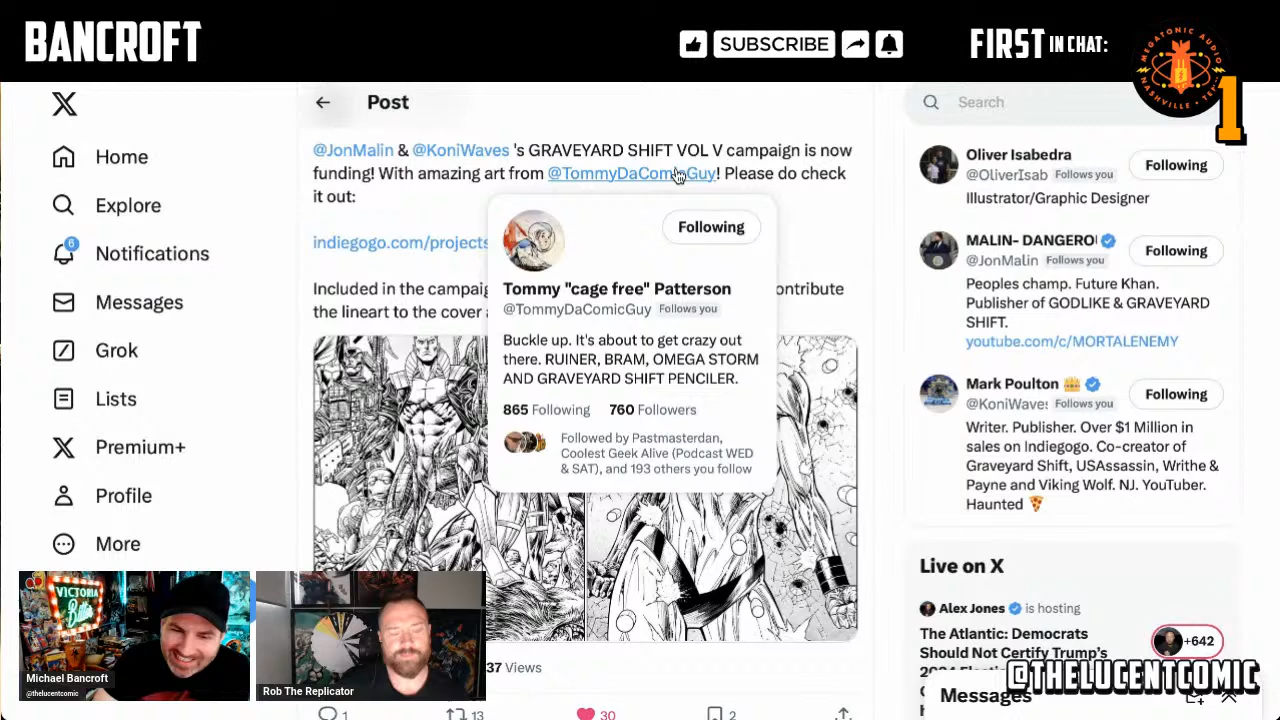 BANCROFT
SUBSCRIBE
FIRST IN CHAT:
MEGATONIC AUDIO
1
Home
Explore
6
Notifications
Messages
Grok
Lists
Premium+
Profile
More
Post
@JonMalin & @KoniWaves 's GRAVEYARD SHIFT VOL V campaign is now
funding! With amazing art from @TommyDaComicGuy! Please do check
it out:
indiegogo.com/projects
Included in the campaig
ontribute
the lineart to the cover
Following
Tommy "cage free" Patterson
@TommyDaComicGuy Follows you
Buckle up. It's about to get crazy out
there. RUINER, BRAM, OMEGA STORM
AND GRAVEYARD SHIFT PENCILER.
865 Following 760 Followers
Followed by Pastmasterdan,
Coolest Geek Alive (Podcast WED
& SAT), and 193 others you follow
37 Views
1
13
30
2
Search
Oliver Isabedra
@OliverIsab Follows you
Following
Illustrator/Graphic Designer
MALIN- DANGERO
@JonMalin Follows you
Following
Peoples champ. Future Khan.
Publisher of GODLIKE & GRAVEYARD
SHIFT.
youtube.com/c/MORTALENEMY
Mark Poulton
@KoniWaves Follows you
Following
Writer. Publisher. Over $1 Million in
sales on Indiegogo. Co-creator of
Graveyard Shift, USAssassin, Writhe &
Payne and Viking Wolf. NJ. YouTuber.
Haunted
Live on X
Alex Jones is hosting
The Atlantic: Democrats
Should Not Certify Trump's
+642
@THELUCENTCOMIC
Messages
VICTORIA
Bitter
Michael Bancroft
@thelucentcomic
Rob The Replicator